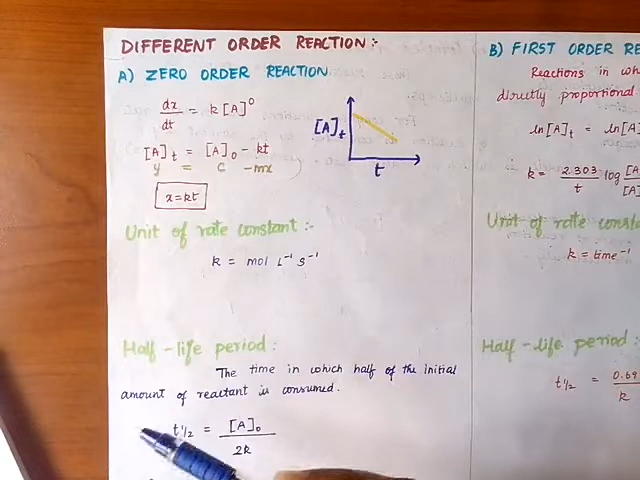 DIFFERENT ORDER REACTION :-
A) ZERO ORDER REACTION
dx/dt = k [A]⁰
[A]t = [A]₀ - kt
y = c - mx
x = kt
[A]t
t
Unit of rate constant :-
k = mol L⁻¹ s⁻¹
Half-life period :
The time in which half of the initial
amount of reactant is consumed.
t½ = [A]₀ / 2k
B) FIRST ORDER RE
Reactions in wh
directly proportional
ln[A]t = ln[A]
k = 2.303/t log [A] / [A]
Unit of rate consta
k = time⁻¹
Half-life period :
t½ = 0.69 / k